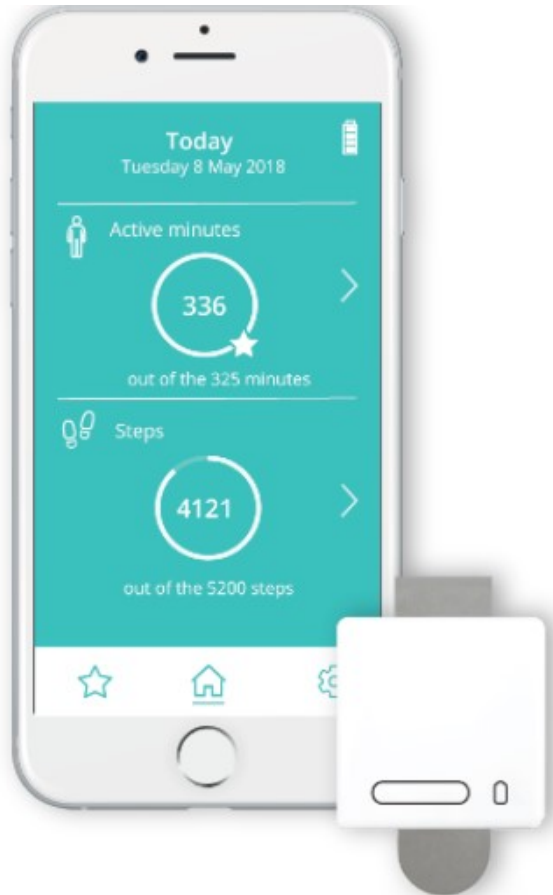 Today
Tuesday 8 May 2018
Active minutes
336
out of the 325 minutes
Steps
4121
out of the 5200 steps